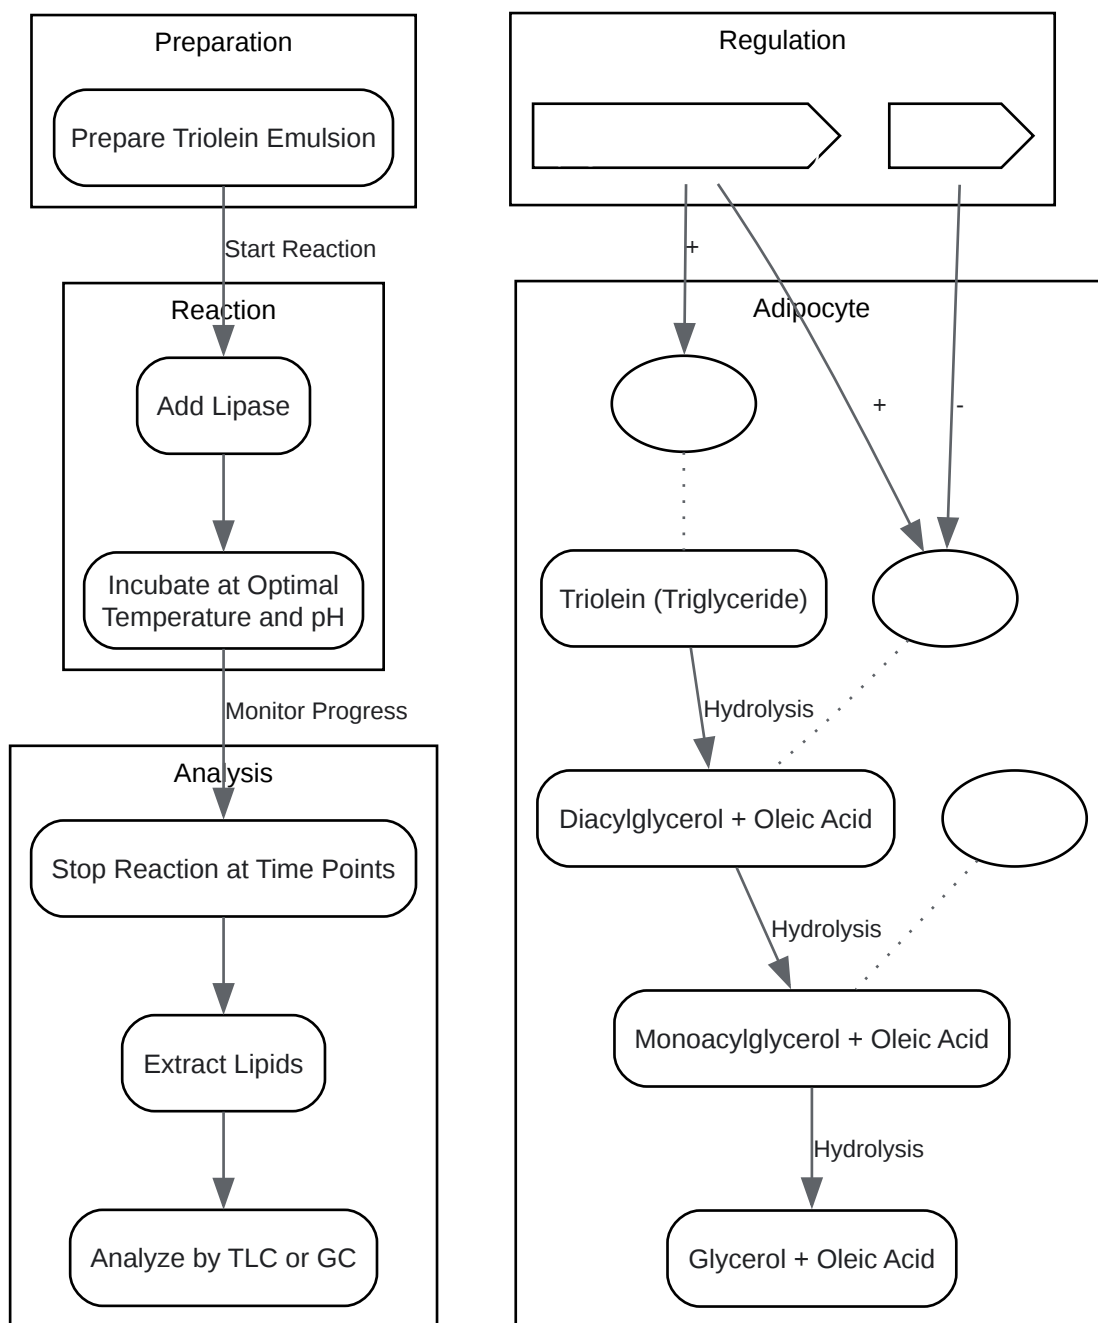 Preparation
Prepare Triolein Emulsion
Start Reaction
Reaction
Add Lipase
Incubate at Optimal
Temperature and pH
Monitor Progress
Analysis
Stop Reaction at Time Points
Extract Lipids
Analyze by TLC or GC
Regulation
+
Adipocyte
+
-
Triolein (Triglyceride)
Hydrolysis
Diacylglycerol + Oleic Acid
Hydrolysis
Monoacylglycerol + Oleic Acid
Hydrolysis
Glycerol + Oleic Acid